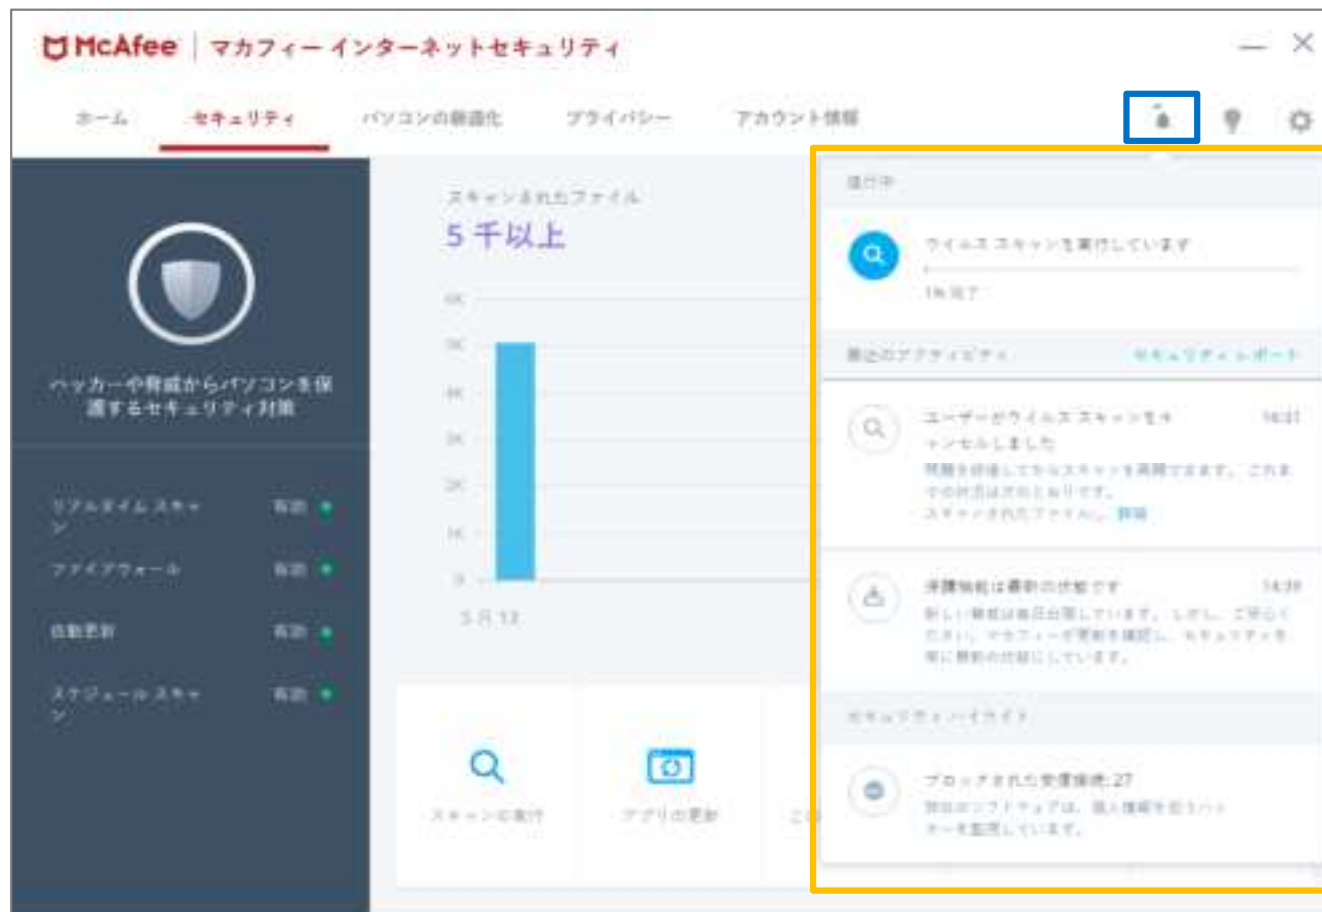 McAfee | マカフィー インターネットセキュリティ
ホーム セキュリティ パソコンの最適化 プライバシー アカウント情報
ハッカーや脅威からパソコンを保
護するセキュリティ対策
リアルタイム スキャ
ン 有効
ファイアウォール 有効
自動更新 有効
スケジュール スキャ
ン 有効
スキャンされたファイル
5 千以上
6K
5K
4K
3K
2K
1K
0
5 月 13
スキャンの実行
アプリの更新
進行中
ウイルス スキャンを実行しています
1% 完了
最近のアクティビティ セキュリティ レポート
ユーザーがウイルス スキャンをキ
ャンセルしました
問題を修復してからスキャンを再開できます。 これま
での状況は次のとおりです。
スキャンされたファイル: 詳細
保護機能は最新の状態です
新しい脅威は毎日出現しています。 しかし、ご安心く
ださい。マカフィーが更新を確認し、セキュリティを
常に最新の状態にしています。
セキュリティ ハイライト
ブロックされた受信接続: 27
弊社のソフトウェアは、個人情報を狙うハッ
カーを監視しています。